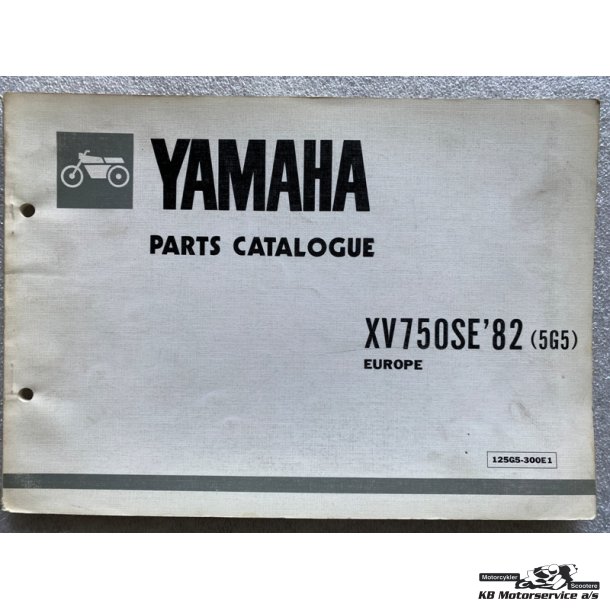 YAMAHA
PARTS CATALOGUE
XV750SE'82 (5G5)
EUROPE
125G5-300E1
Motorcykler
Scootere
KB Motorservice a/s